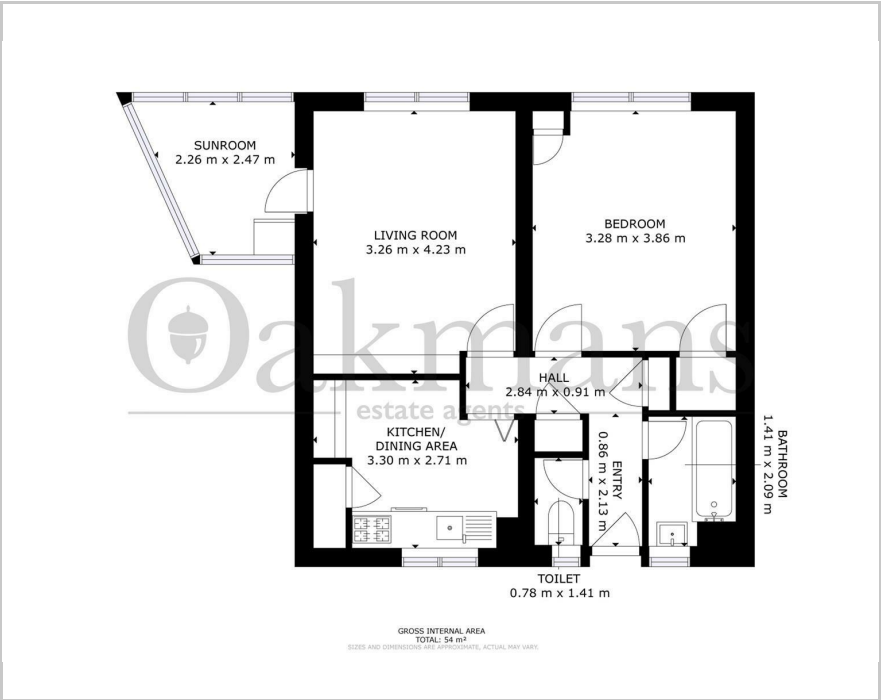 SUNROOM
2.26 m x 2.47 m
LIVING ROOM
3.26 m x 4.23 m
BEDROOM
3.28 m x 3.86 m
Oakmans
estate agents
HALL
2.84 m x 0.91 m
KITCHEN/
DINING AREA
3.30 m x 2.71 m
ENTRY
0.86 m x 2.13 m
BATHROOM
1.41 m x 2.09 m
TOILET
0.78 m x 1.41 m
GROSS INTERNAL AREA
TOTAL: 54 m²
SIZES AND DIMENSIONS ARE APPROXIMATE, ACTUAL MAY VARY.